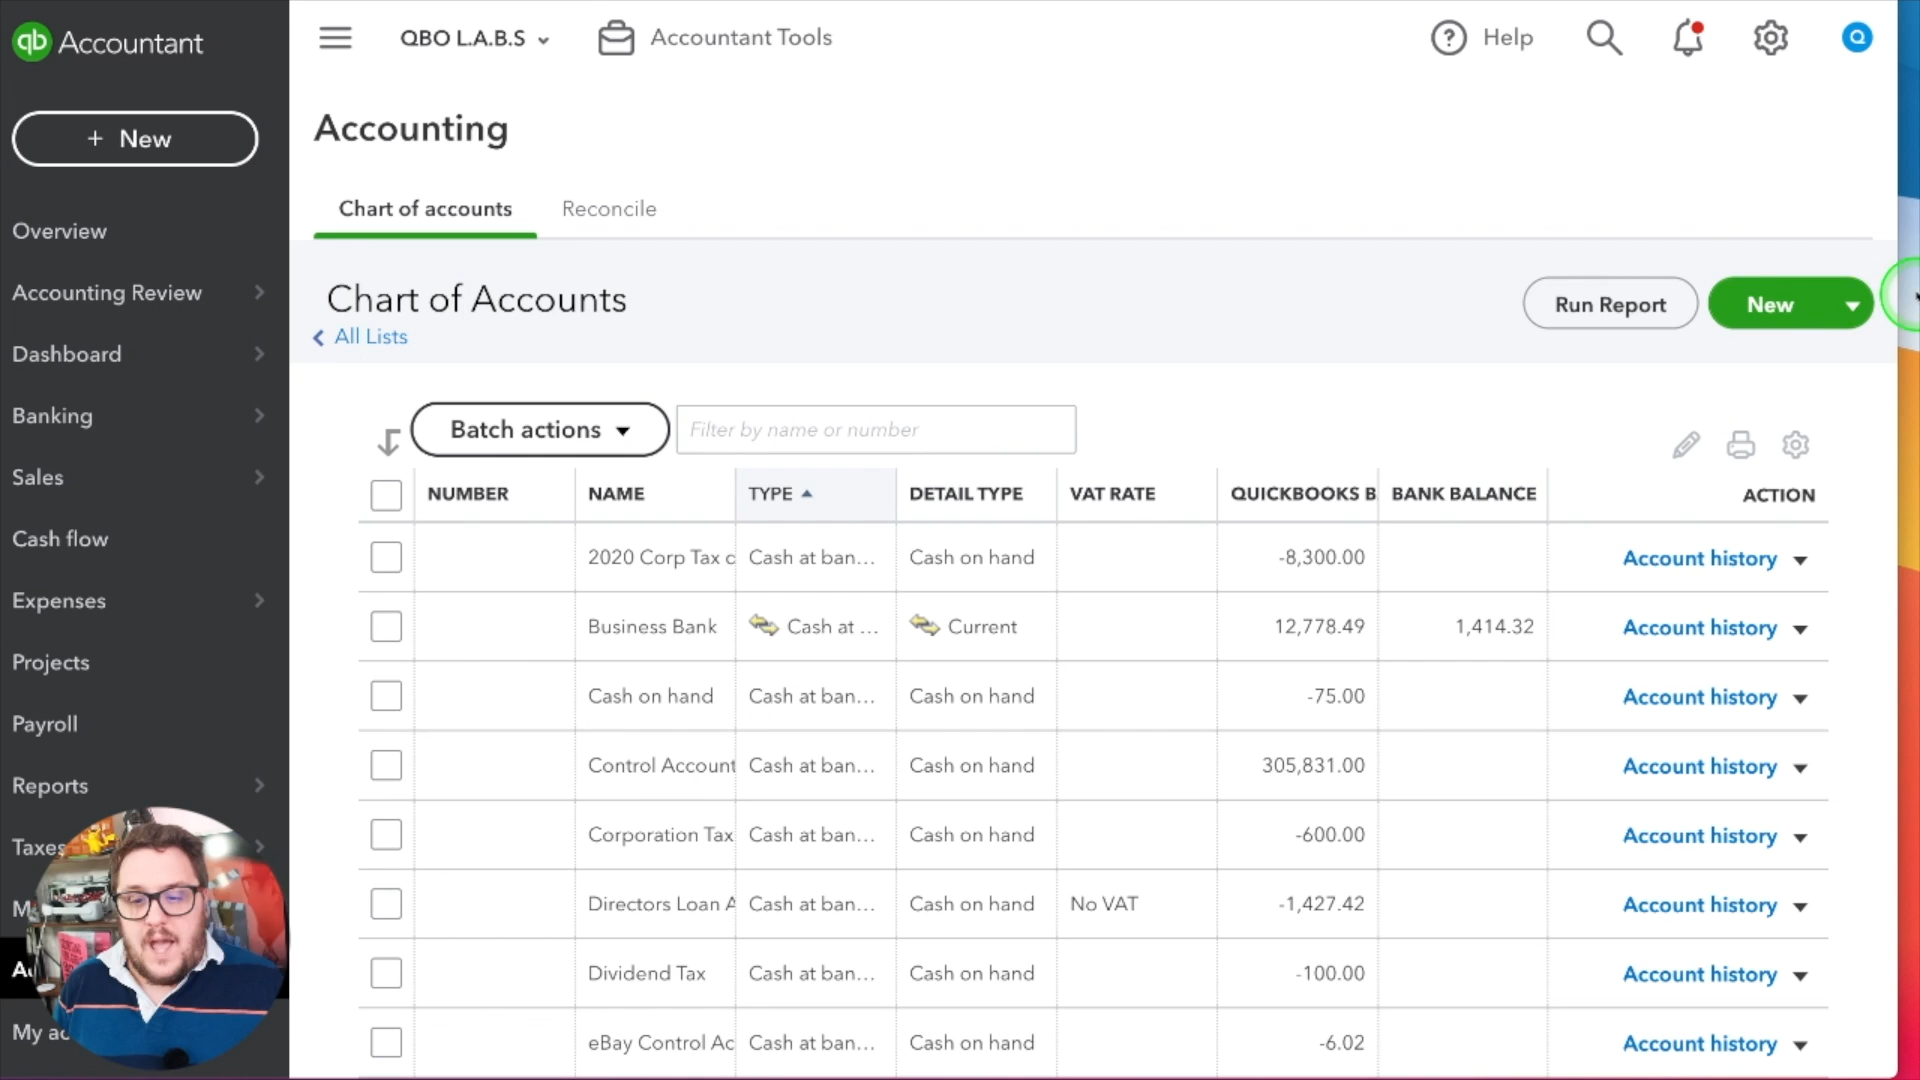 qb Accountant
QBO L.A.B.S
Accountant Tools
Help
Q
+ New
Accounting
Overview
Accounting Review
Dashboard
Banking
Sales
Cash flow
Expenses
Projects
Payroll
Reports
Taxes
M
A
My ac
Chart of accounts
Reconcile
Chart of Accounts
All Lists
Run Report
New
Batch actions
Filter by name or number
NUMBER NAME TYPE DETAIL TYPE VAT RATE QUICKBOOKS B BANK BALANCE ACTION
2020 Corp Tax c Cash at ban... Cash on hand -8,300.00 Account history
Business Bank Cash at ... Current 12,778.49 1,414.32 Account history
Cash on hand Cash at ban... Cash on hand -75.00 Account history
Control Account Cash at ban... Cash on hand 305,831.00 Account history
Corporation Tax Cash at ban... Cash on hand -600.00 Account history
Directors Loan A Cash at ban... Cash on hand No VAT -1,427.42 Account history
Dividend Tax Cash at ban... Cash on hand -100.00 Account history
eBay Control Ac Cash at ban... Cash on hand -6.02 Account history